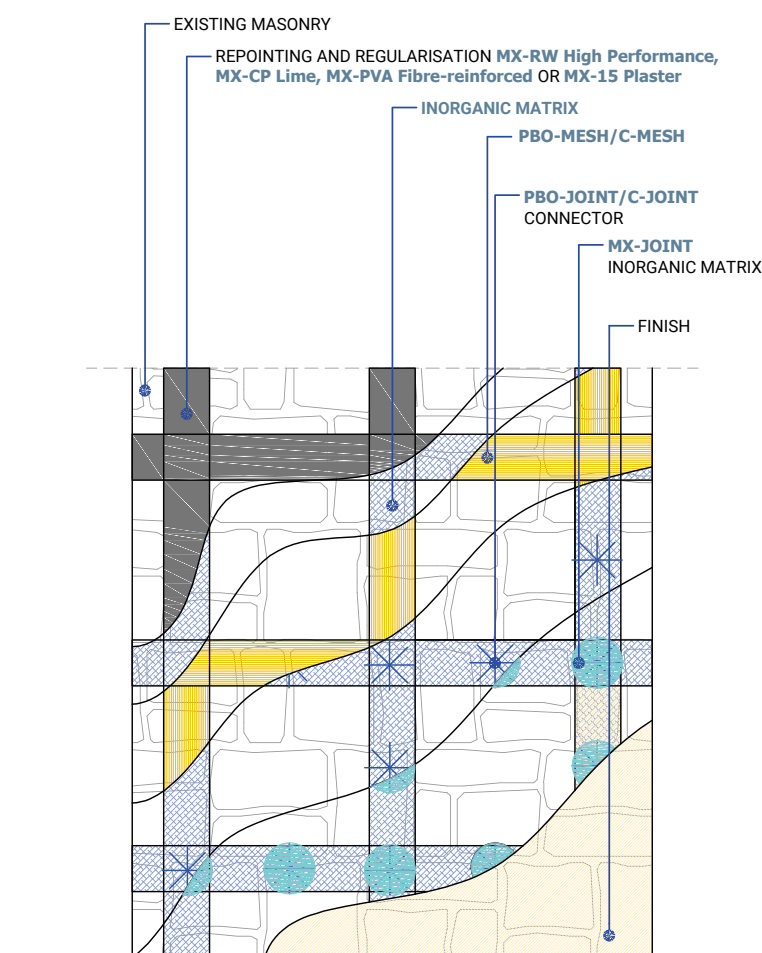 EXISTING MASONRY
REPOINTING AND REGULARISATION MX-RW High Performance,
MX-CP Lime, MX-PVA Fibre-reinforced OR MX-15 Plaster
INORGANIC MATRIX
PBO-MESH/C-MESH
PBO-JOINT/C-JOINT
CONNECTOR
MX-JOINT
INORGANIC MATRIX
FINISH